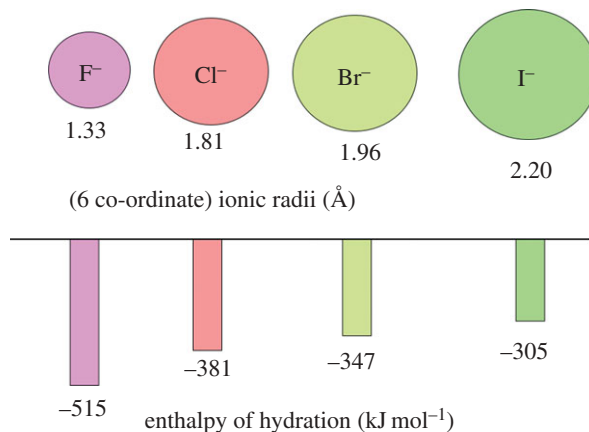 F⁻ Cl⁻ Br⁻ I⁻
1.33 1.81 1.96 2.20
(6 co-ordinate) ionic radii (Å)
–515 –381 –347 –305
enthalpy of hydration (kJ mol⁻¹)